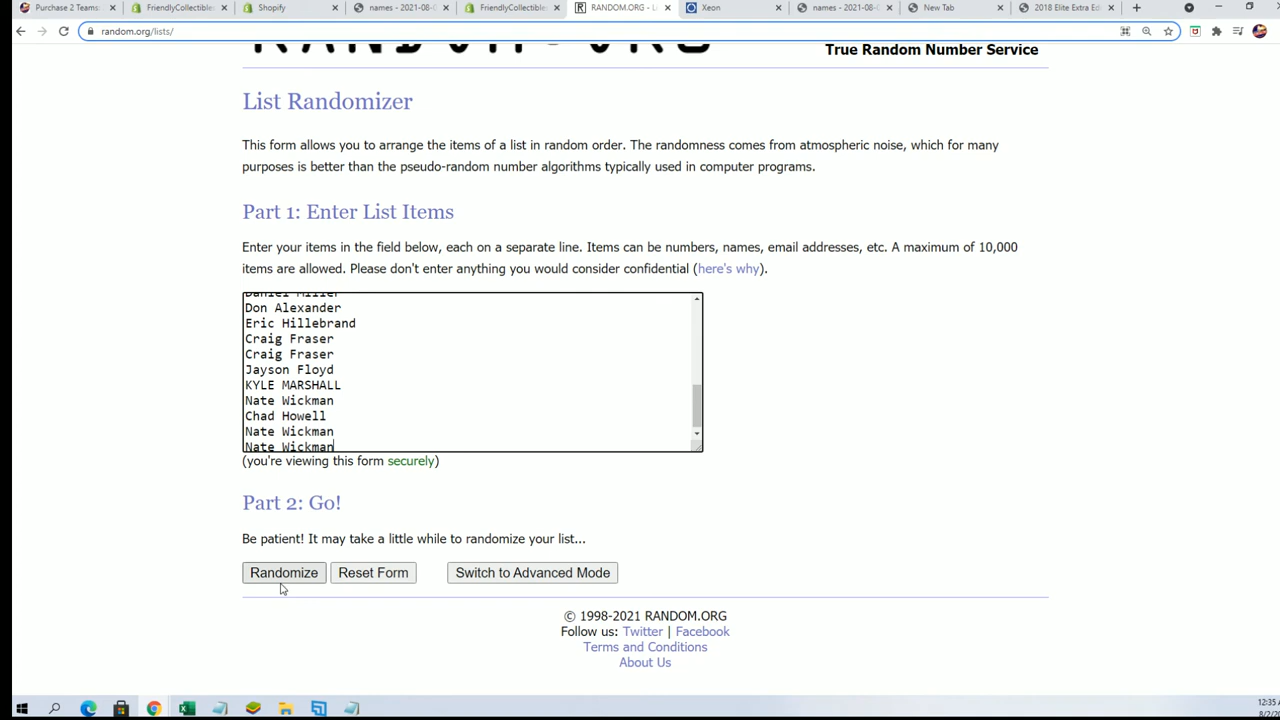 Purchase 2 Teams:
FriendlyCollectibles
Shopify
names - 2021-08-0
FriendlyCollectibles
RANDOM.ORG - L
Xeon
names - 2021-08-
New Tab
2018 Elite Extra Ed
random.org/lists/
RANDOM.ORG
True Random Number Service
List Randomizer
This form allows you to arrange the items of a list in random order. The randomness comes from atmospheric noise, which for many
purposes is better than the pseudo-random number algorithms typically used in computer programs.
Part 1: Enter List Items
Enter your items in the field below, each on a separate line. Items can be numbers, names, email addresses, etc. A maximum of 10,000
items are allowed. Please don't enter anything you would consider confidential (here's why).
Daniel Miller
Don Alexander
Eric Hillebrand
Craig Fraser
Craig Fraser
Jayson Floyd
KYLE MARSHALL
Nate Wickman
Chad Howell
Nate Wickman
Nate Wickman
(you're viewing this form securely)
Part 2: Go!
Be patient! It may take a little while to randomize your list...
Randomize
Reset Form
Switch to Advanced Mode
© 1998-2021 RANDOM.ORG
Follow us: Twitter | Facebook
Terms and Conditions
About Us
12:35